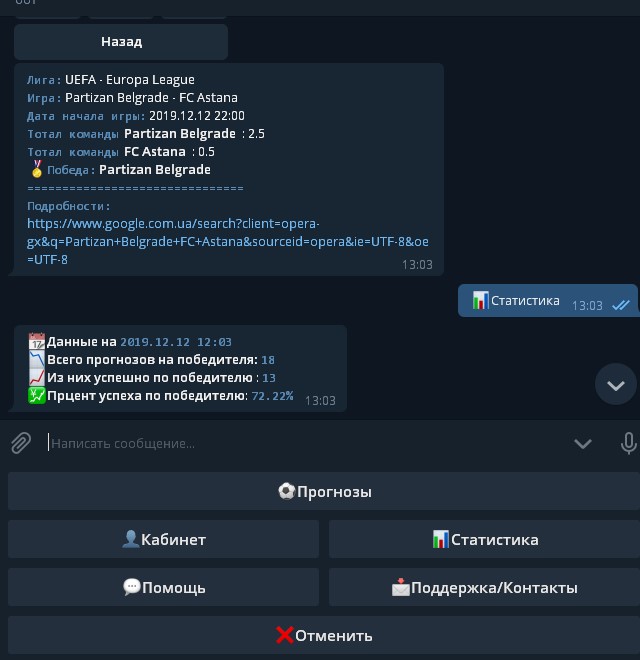 Назад
Лига: UEFA - Europa League
Игра: Partizan Belgrade - FC Astana
Дата начала игры: 2019.12.12 22:00
Тотал команды Partizan Belgrade : 2.5
Тотал команды FC Astana : 0.5
🏅Победа: Partizan Belgrade
==============================
Подробности:
https://www.google.com.ua/search?client=opera-
gx&q=Partizan+Belgrade+FC+Astana&sourceid=opera&ie=UTF-8&oe
=UTF-8
13:03
📊Статистика 13:03
📆Данные на 2019.12.12 12:03
📉Всего прогнозов на победителя: 18
📈Из них успешно по победителю : 13
💹Прцент успеха по победителю: 72.22% 13:03
Написать сообщение...
⚽Прогнозы
👤Кабинет
📊Статистика
💬Помощь
📩Поддержка/Контакты
❌Отменить